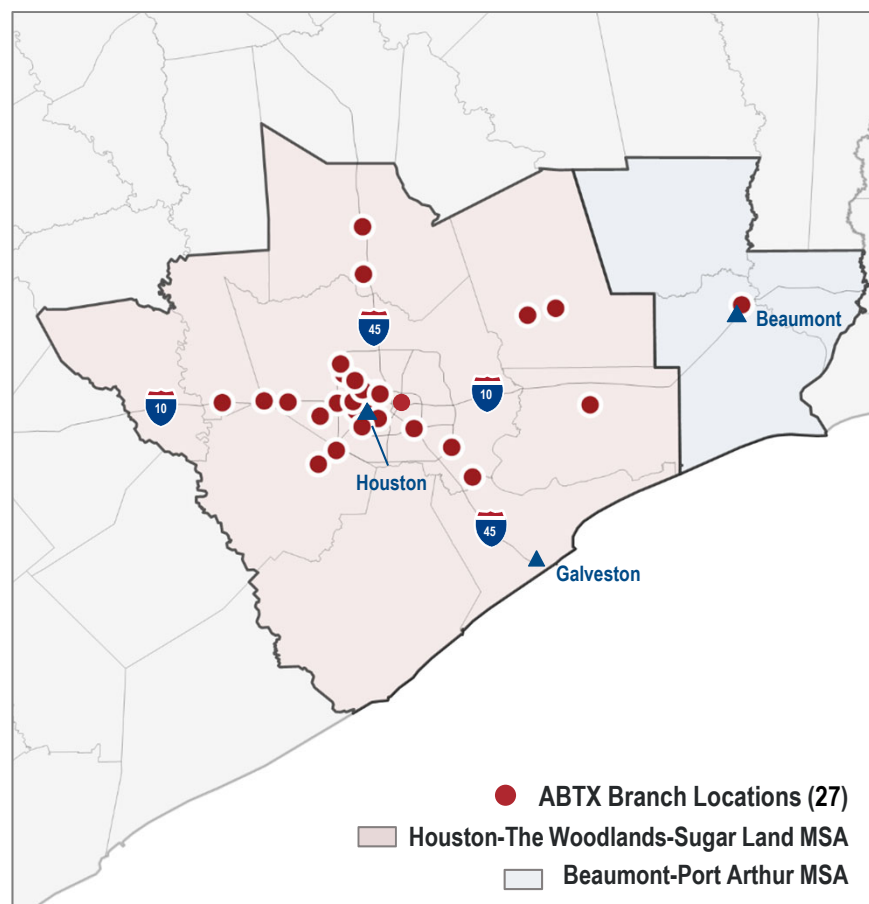 45
Beaumont
10
10
Houston
45
Galveston
ABTX Branch Locations (27)
Houston-The Woodlands-Sugar Land MSA
Beaumont-Port Arthur MSA